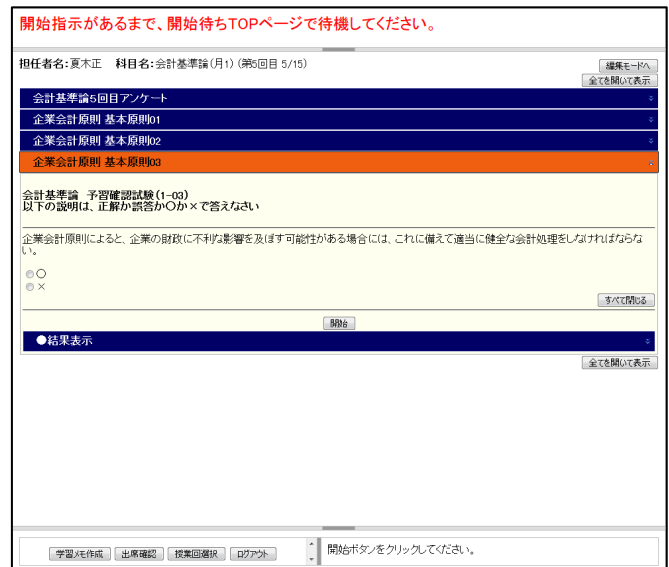 開始指示があるまで、開始待ちTOPページで待機してください。
担任者名:夏木正 科目名:会計基準論(月1) (第5回目 5/15)
編集モードへ
全てを開いて表示
会計基準論5回目アンケート
企業会計原則 基本原則01
企業会計原則 基本原則02
企業会計原則 基本原則03
会計基準論 予習確認試験(1-03)
以下の説明は、正解か誤答か〇か×で答えなさい
企業会計原則によると、企業の財政に不利な影響を及ぼす可能性がある場合には、これに備えて適当に健全な会計処理をしなければならな
い。
〇
×
すべて閉じる
開始
●結果表示
全てを開いて表示
学習メモ作成 出席確認 授業回選択 ログアウト 開始ボタンをクリックしてください。